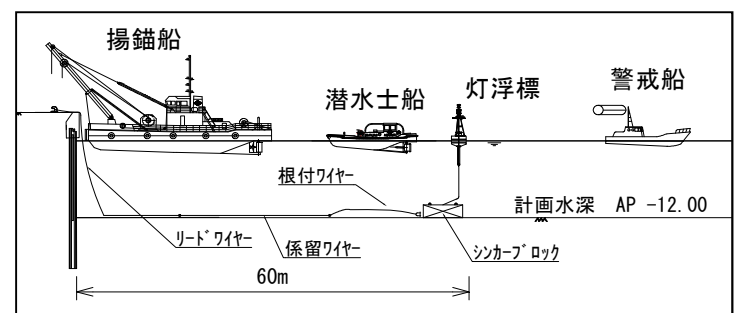 揚錨船
潜水士船
灯浮標
警戒船
根付ワイヤー
計画水深 AP -12.00
リードワイヤー
係留ワイヤー
シンカーブロック
60m